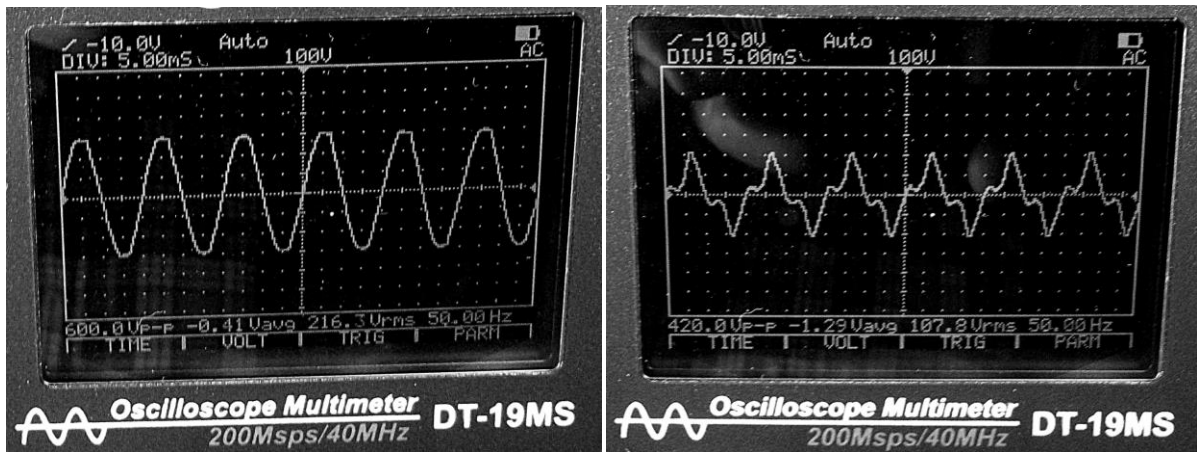 -10.0V Auto AC
DIV: 5.00mS 100V
600.0Vp-p -0.41Vavg 216.3Vrms 50.00Hz
TIME VOLT TRIG PARM
Oscilloscope Multimeter DT-19MS
200Msps/40MHz
-10.0V Auto AC
DIV: 5.00mS 100V
420.0Vp-p -1.29Vavg 107.8Vrms 50.00Hz
TIME VOLT TRIG PARM
Oscilloscope Multimeter DT-19MS
200Msps/40MHz